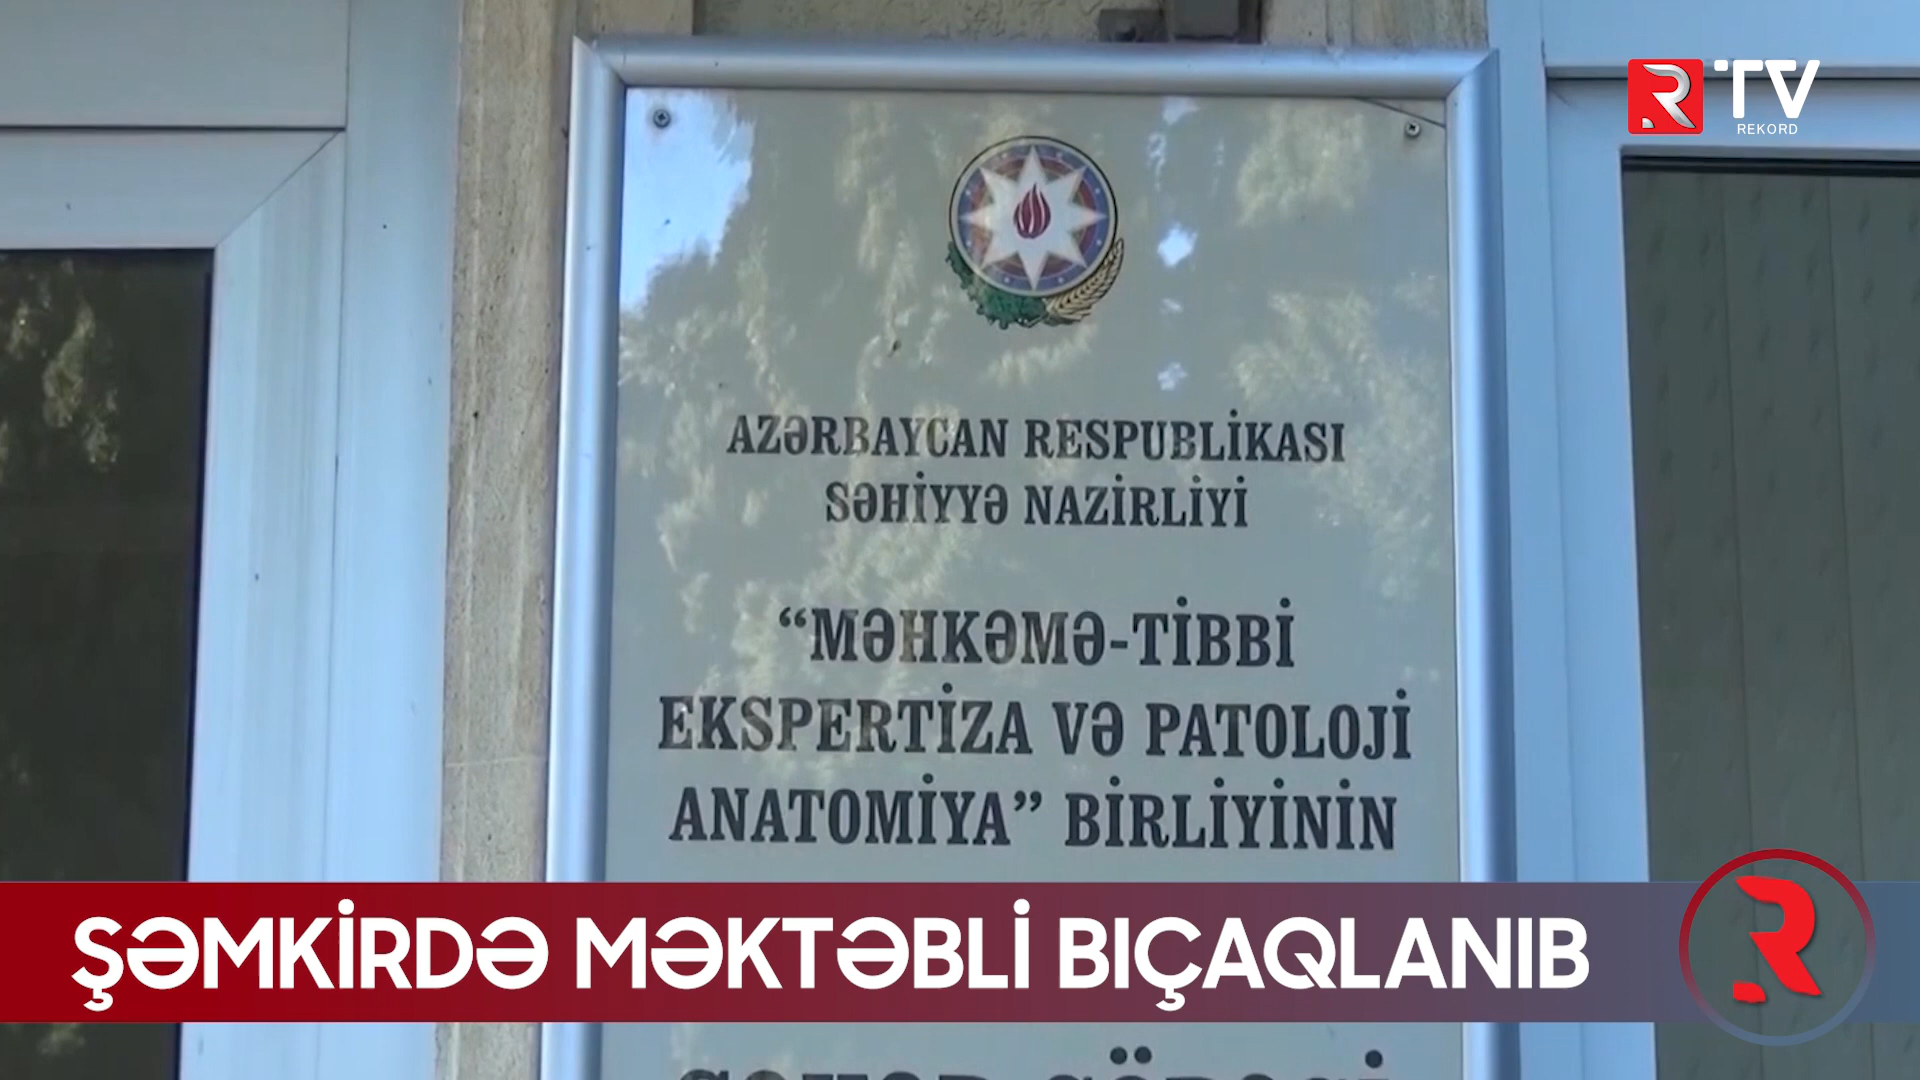 TV
REKORD
AZƏRBAYCAN RESPUBLİKASI
SƏHİYYƏ NAZİRLİYİ
“MƏHKƏMƏ-TİBBİ
EKSPERTİZA VƏ PATOLOJİ
ANATOMİYA” BİRLİYİNİN
ŞƏMKİRDƏ MƏKTƏBLİ BIÇAQLANIB